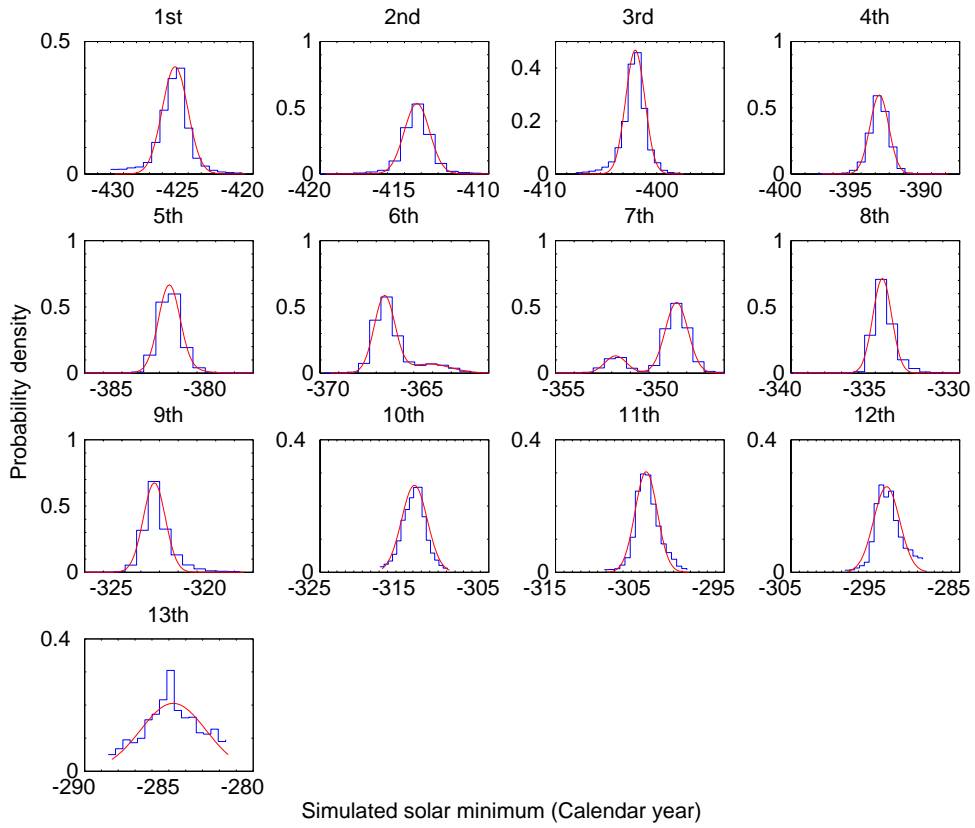 1st 2nd 3rd 4th
0.5 1 0.4 1
0.5 0.2 0.5
0 0 0 0
-430 -425 -420 -420 -410 -410 -400 -400 -395 -390
5th 6th 7th 8th
1 1 1 1
0.5 0.5 0.5 0.5
0 0 0 0
-385 -380 -370 -365 -355 -350 -340 -335 -330
9th 10th 11th 12th
1 0.4 0.4 0.4
0.5
0 0 0 0
-325 -320 -325 -315 -305 -315 -305 -295 -305 -295 -285
13th
0.4
0
-290 -285 -280
Probability density
Simulated solar minimum (Calendar year)